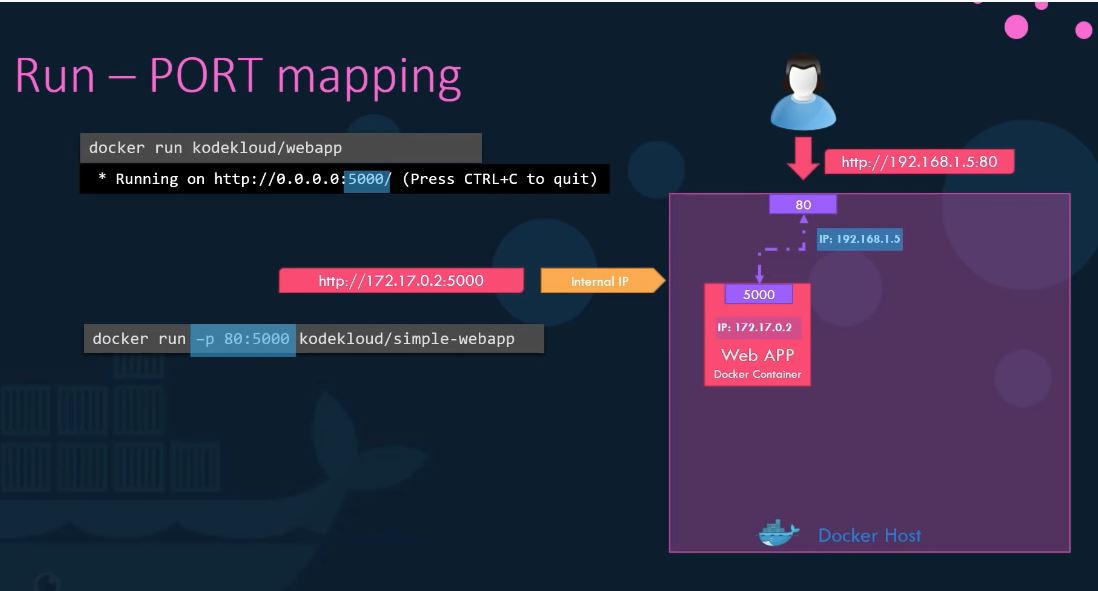 Run – PORT mapping
docker run kodekloud/webapp
* Running on http://0.0.0.0:5000/ (Press CTRL+C to quit)
http://192.168.1.5:80
80
IP: 192.168.1.5
http://172.17.0.2:5000
Internal IP
5000
IP: 172.17.0.2
Web APP
Docker Container
docker run –p 80:5000 kodekloud/simple-webapp
Docker Host